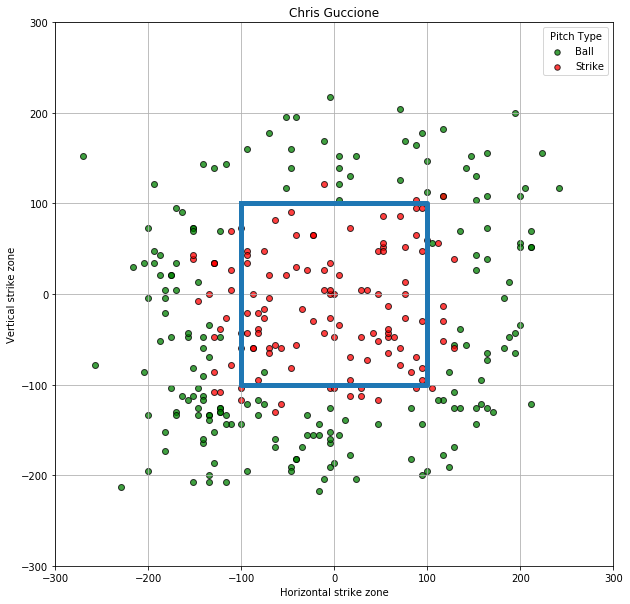 Chris Guccione
Pitch Type
Ball
Strike
300
200
100
0
−100
−200
−300
Vertical strike zone
−300
−200
−100
0
100
200
300
Horizontal strike zone